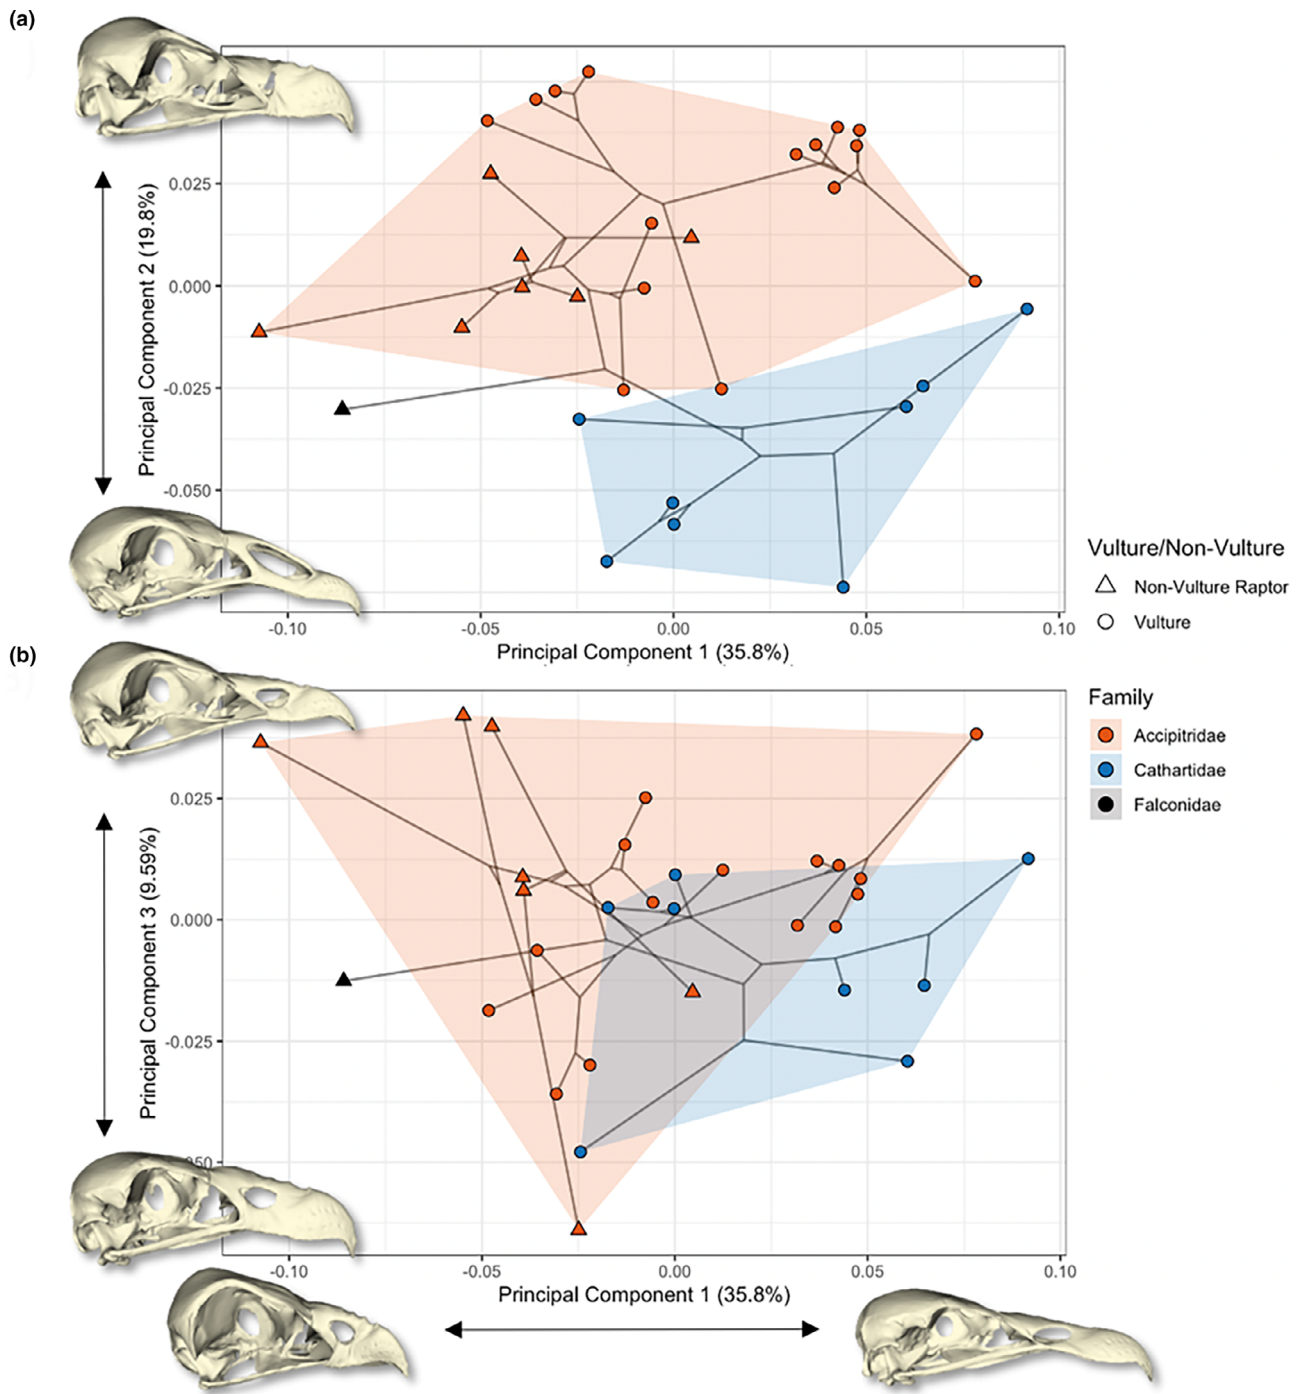 (a)
Principal Component 2 (19.8%)
0.025
0.000
-0.025
-0.050
-0.10
-0.05
0.00
0.05
0.10
Principal Component 1 (35.8%)
Vulture/Non-Vulture
Non-Vulture Raptor
Vulture
(b)
Family
Accipitridae
Cathartidae
Falconidae
Principal Component 3 (9.59%)
0.025
0.000
-0.025
-0.10
-0.05
0.00
0.05
0.10
Principal Component 1 (35.8%)